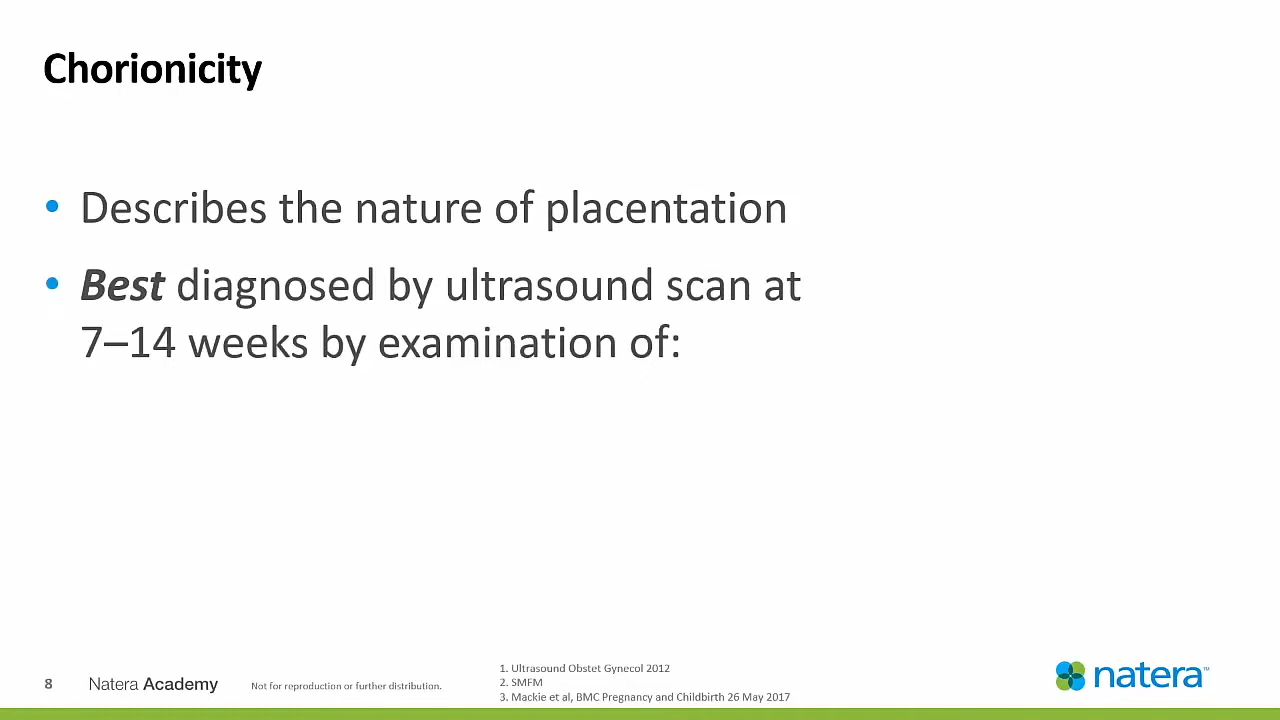 Chorionicity
• Describes the nature of placentation
• Best diagnosed by ultrasound scan at
7–14 weeks by examination of:
8
Natera Academy
Not for reproduction or further distribution.
1. Ultrasound Obstet Gynecol 2012
2. SMFM
3. Mackie et al, BMC Pregnancy and Childbirth 26 May 2017
natera™